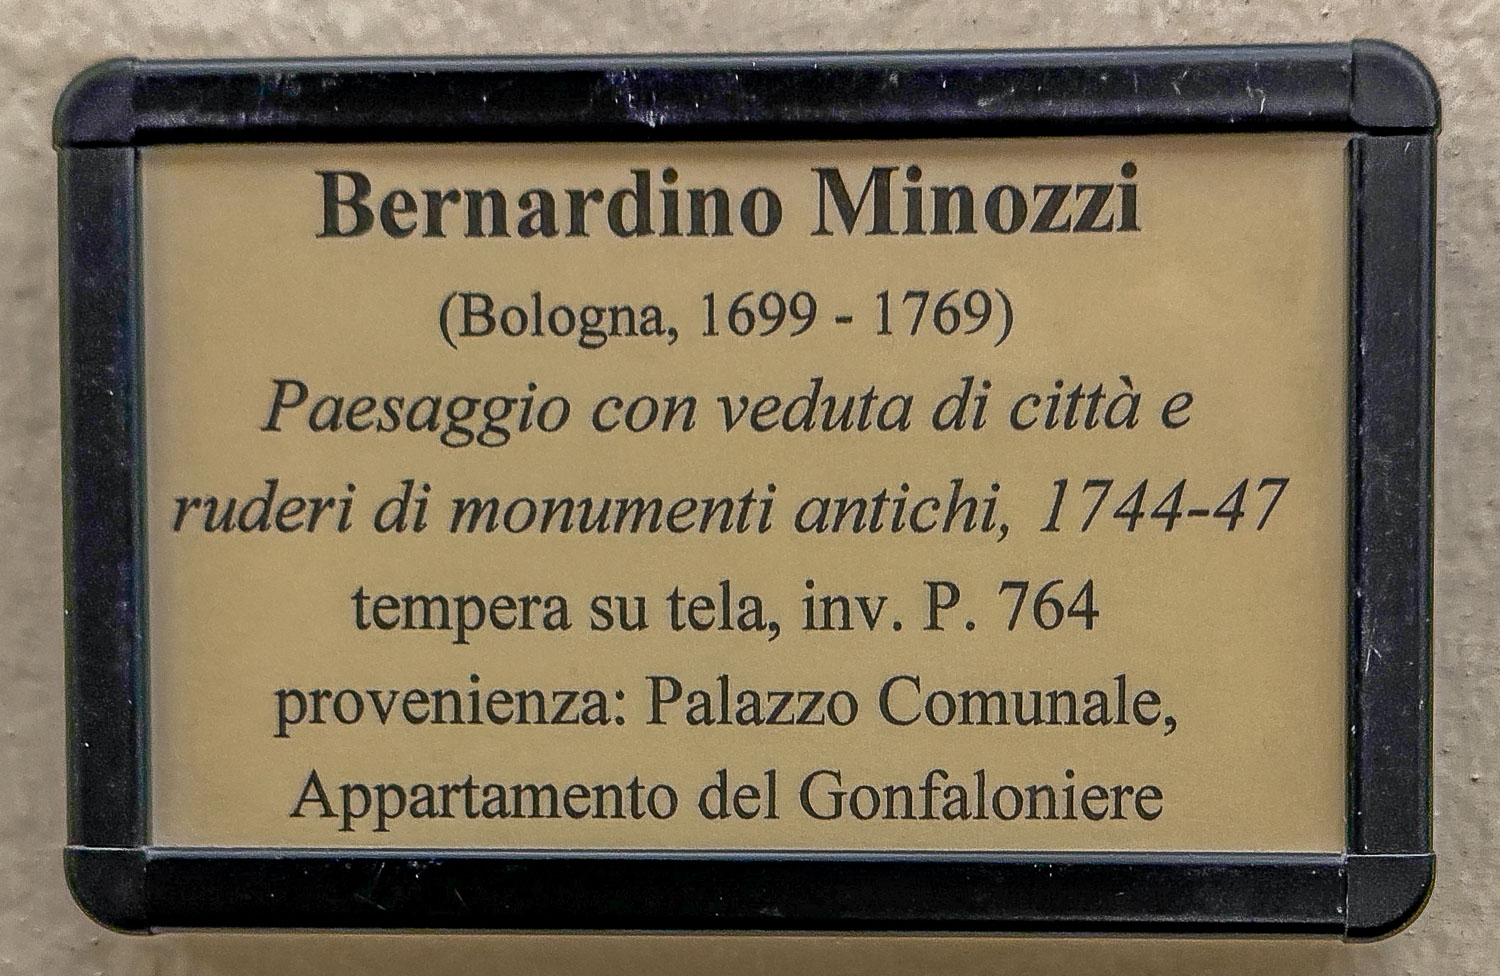 Bernardino Minozzi
(Bologna, 1699 - 1769)
Paesaggio con veduta di città e
ruderi di monumenti antichi, 1744-47
tempera su tela, inv. P. 764
provenienza: Palazzo Comunale,
Appartamento del Gonfaloniere